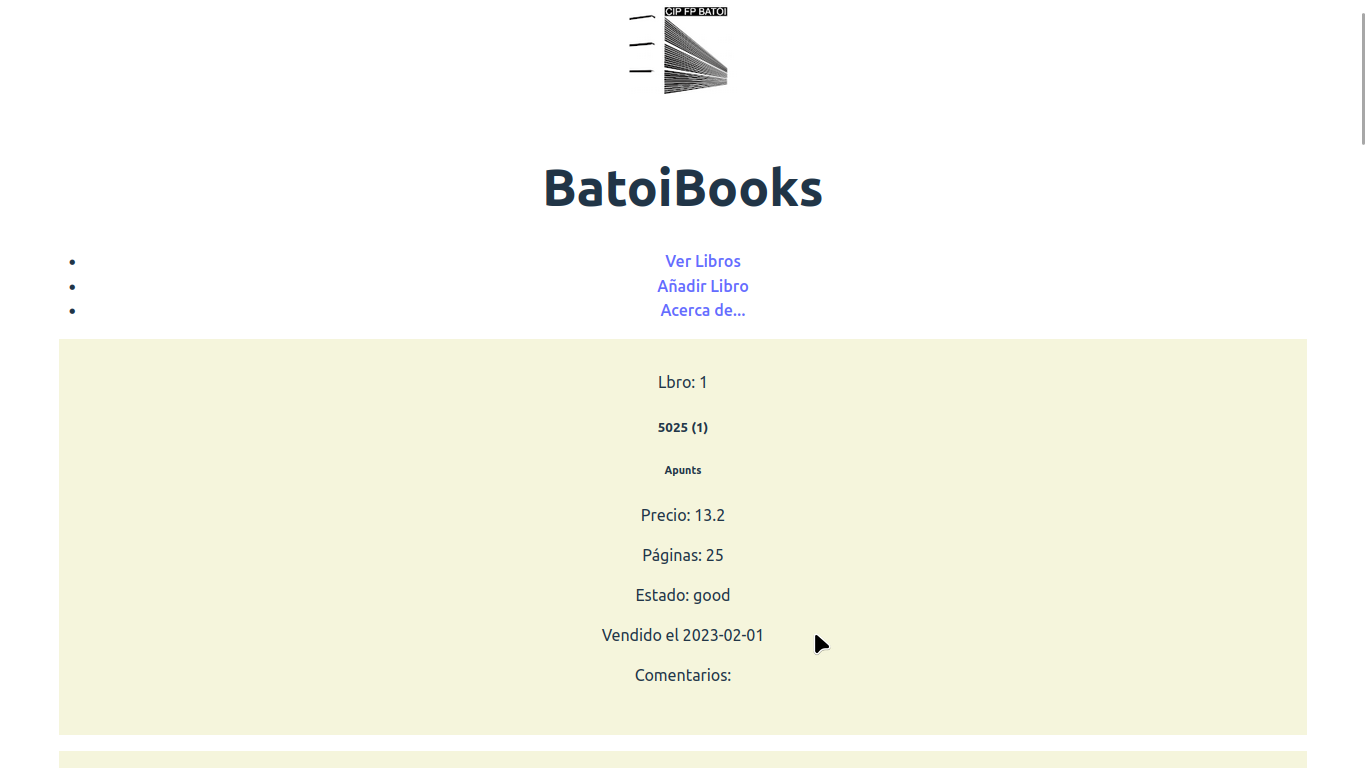 CIP FP BATOI
BatoiBooks
• Ver Libros
• Añadir Libro
• Acerca de...
Lbro: 1
5025 (1)
Apunts
Precio: 13.2
Páginas: 25
Estado: good
Vendido el 2023-02-01
Comentarios: